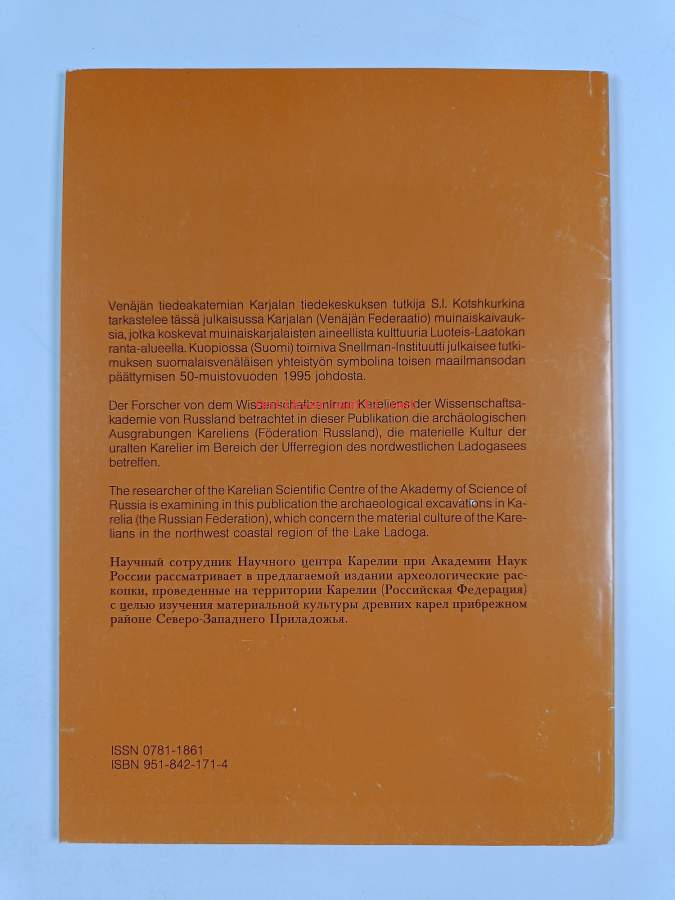 Venäjän tiedeakatemian Karjalan tiedekeskuksen tutkija S.I. Kotshkurkina
tarkastelee tässä julkaisussa Karjalan (Venäjän Federaatio) muinaiskaivauk-
sia, jotka koskevat muinaiskarjalaisten aineellista kulttuuria Luoteis-Laatokan
ranta-alueella. Kuopiossa (Suomi) toimiva Snellman-Instituutti julkaisee tutki-
muksen suomalaisvenäläisen yhteistyön symbolina toisen maailmansodan
päättymisen 50-muistovuoden 1995 johdosta.
Der Forscher von dem Wissenschaftzentrum Kareliens der Wissenschafts-
akademie von Russland betrachtet in dieser Publikation die archäologischen
Ausgrabungen Kareliens (Föderation Russland), die materielle Kultur der
uralten Karelier im Bereich der Ufferregion des nordwestlichen Ladogasees
betreffen.
The researcher of the Karelian Scientific Centre of the Akademy of Science of
Russia is examining in this publication the archaeological excavations in Ka-
relia (the Russian Federation), which concern the material culture of the Kare-
lians in the northwest coastal region of the Lake Ladoga.
Научный сотрудник Научного центра Карелии при Академии Наук
России рассматривает в предлагаемой издании археологические рас-
копки, проведенные на территории Карелии (Российская Федерация)
с целью изучения материальной культуры древних карел прибрежном
районе Северо-Западнего Приладожья.
ISSN 0781-1861
ISBN 951-842-171-4